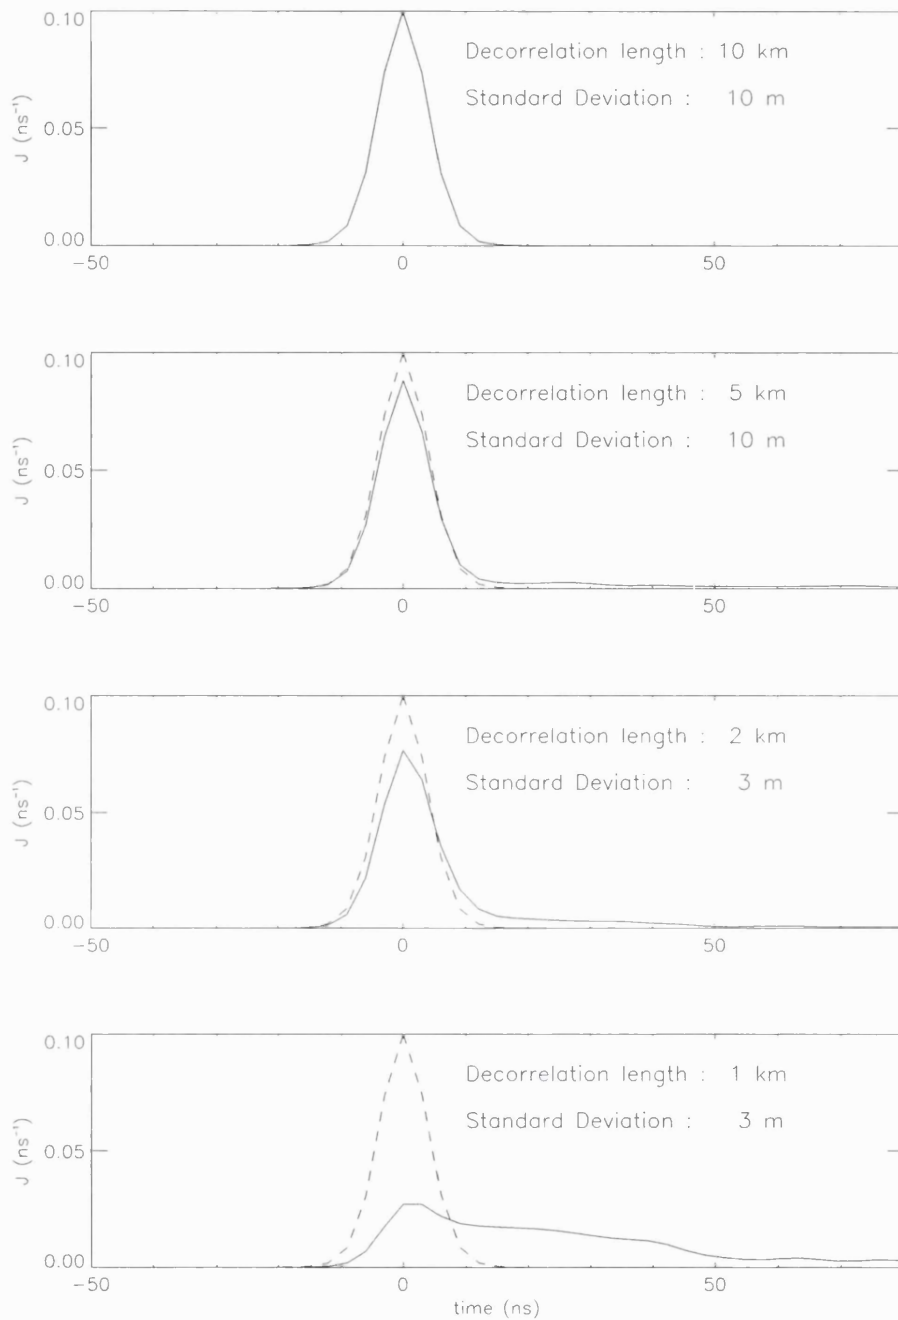 0.10
Decorrelation length : 10 km
Standard Deviation : 10 m
J (ns⁻¹)
0.05
0.00
−50 0 50
0.10
Decorrelation length : 5 km
Standard Deviation : 10 m
J (ns⁻¹)
0.05
0.00
−50 0 50
0.10
Decorrelation length : 2 km
Standard Deviation : 3 m
J (ns⁻¹)
0.05
0.00
−50 0 50
0.10
Decorrelation length : 1 km
Standard Deviation : 3 m
J (ns⁻¹)
0.05
0.00
−50 0 50
time (ns)